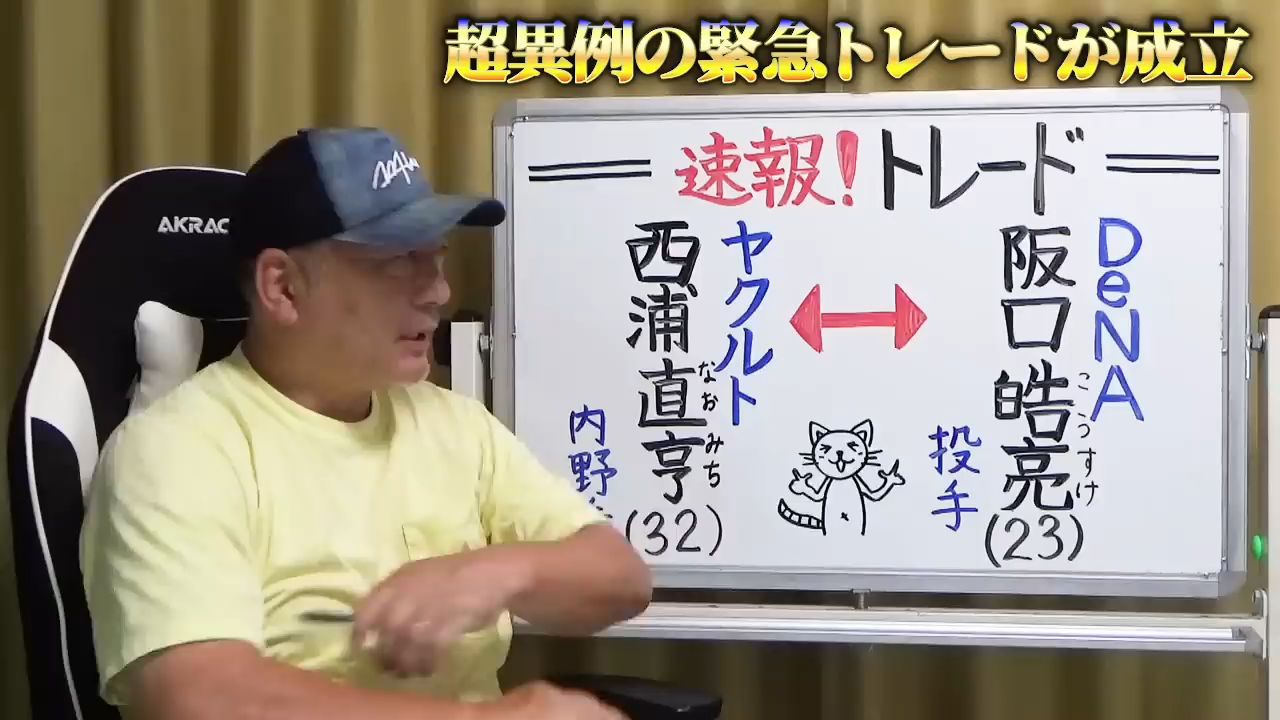 超異例の緊急トレードが成立
速報!トレード
DeNA
阪口皓亮
こうすけ
投手
(23)
ヤクルト
西浦直亨
なおみち
内野
(32)
AKRAC